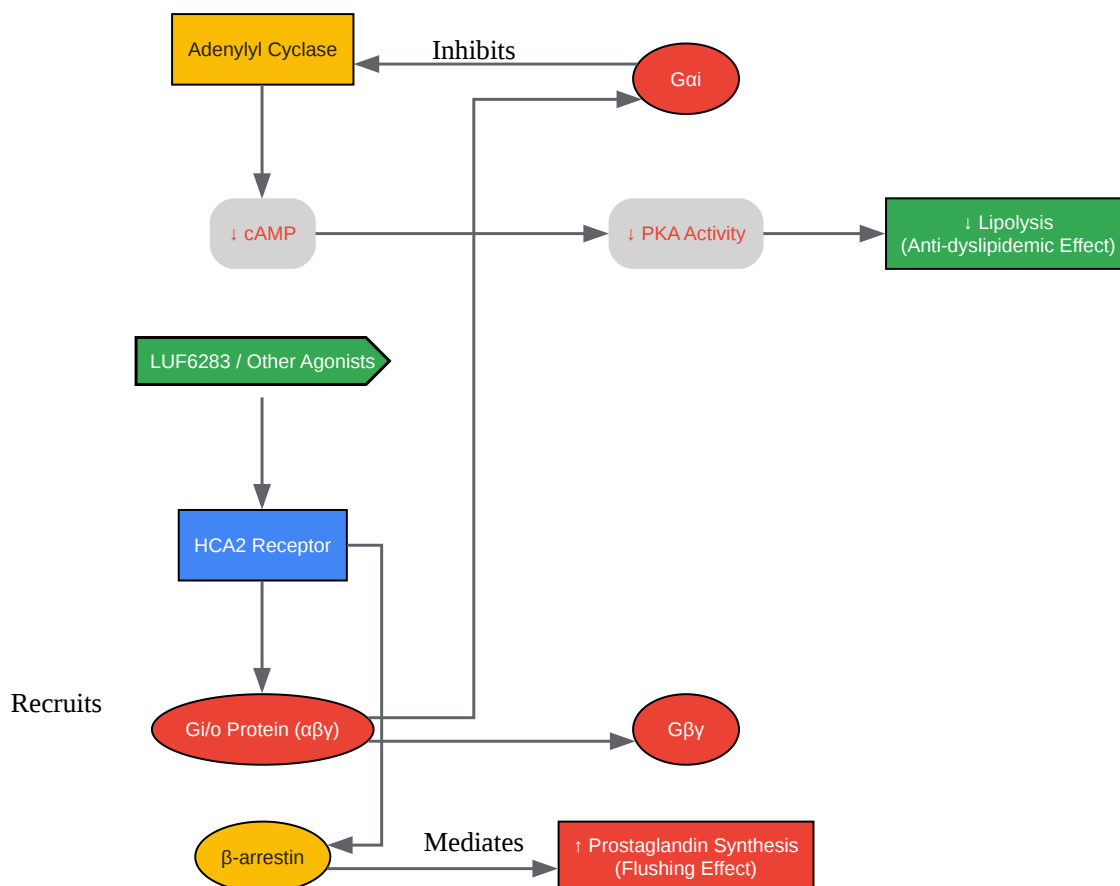 Adenylyl Cyclase
Inhibits
Gαi
↓ cAMP
↓ PKA Activity
↓ Lipolysis
(Anti-dyslipidemic Effect)
LUF6283 / Other Agonists
HCA2 Receptor
Recruits
Gi/o Protein (αβγ)
Gβγ
β-arrestin
Mediates
↑ Prostaglandin Synthesis
(Flushing Effect)